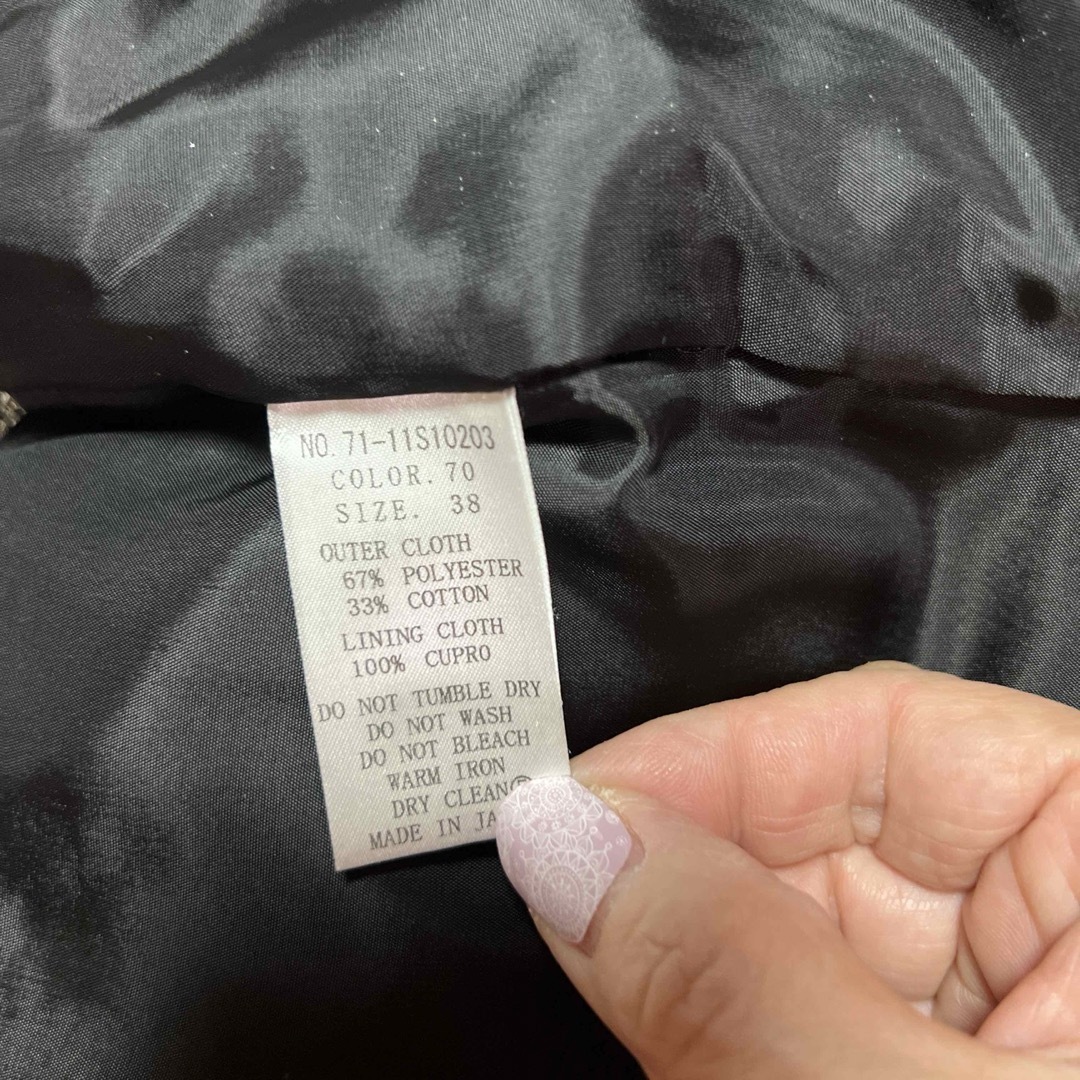 NO. 71-11S10203
COLOR. 70
SIZE. 38
OUTER CLOTH
67% POLYESTER
33% COTTON
LINING CLOTH
100% CUPRO
DO NOT TUMBLE DRY
DO NOT WASH
DO NOT BLEACH
WARM IRON
DRY CLEAN
MADE IN JA